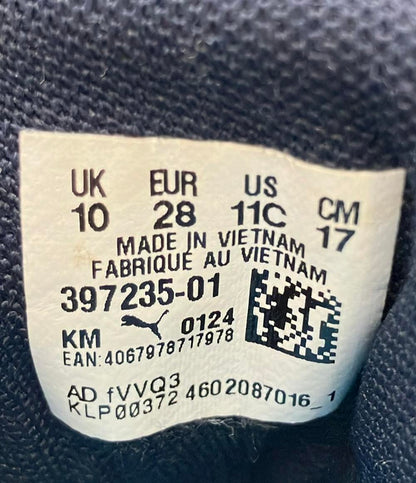 UK EUR US CM
10 28 11C 17
MADE IN VIETNAM
FABRIQUÉ AU VIETNAM
397235-01
KM 0124
EAN:4067978717978
AD fVVQ3
KLP00372 4602087016_1